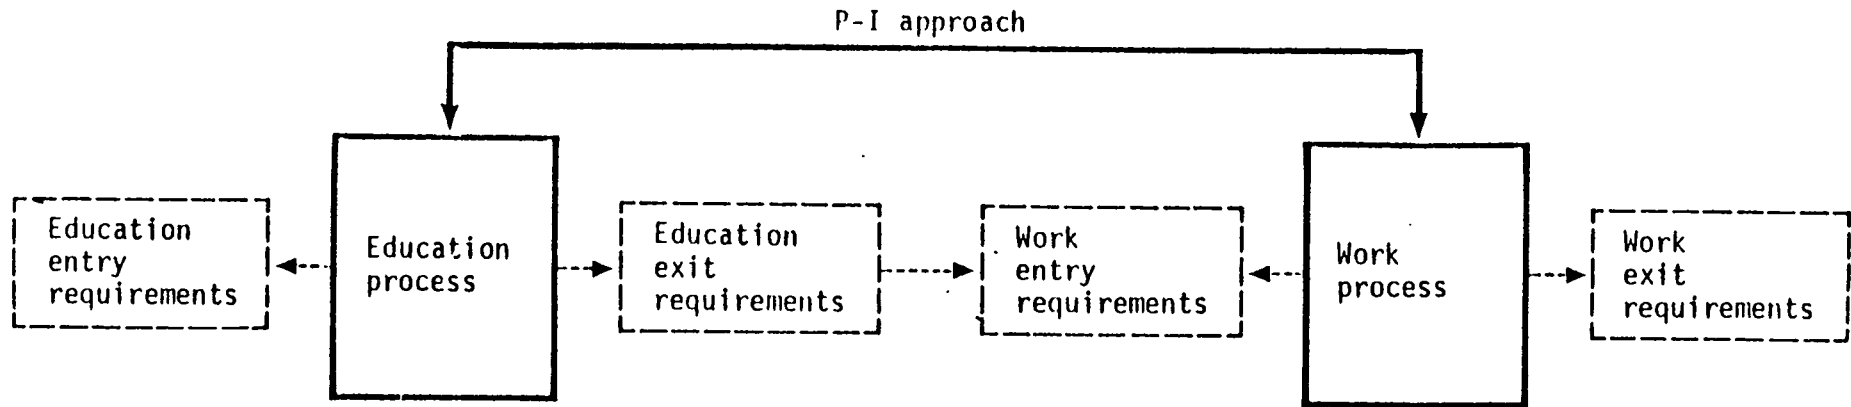 P-I approach
Education
entry
requirements
Education
process
Education
exit
requirements
Work
entry
requirements
Work
process
Work
exit
requirements